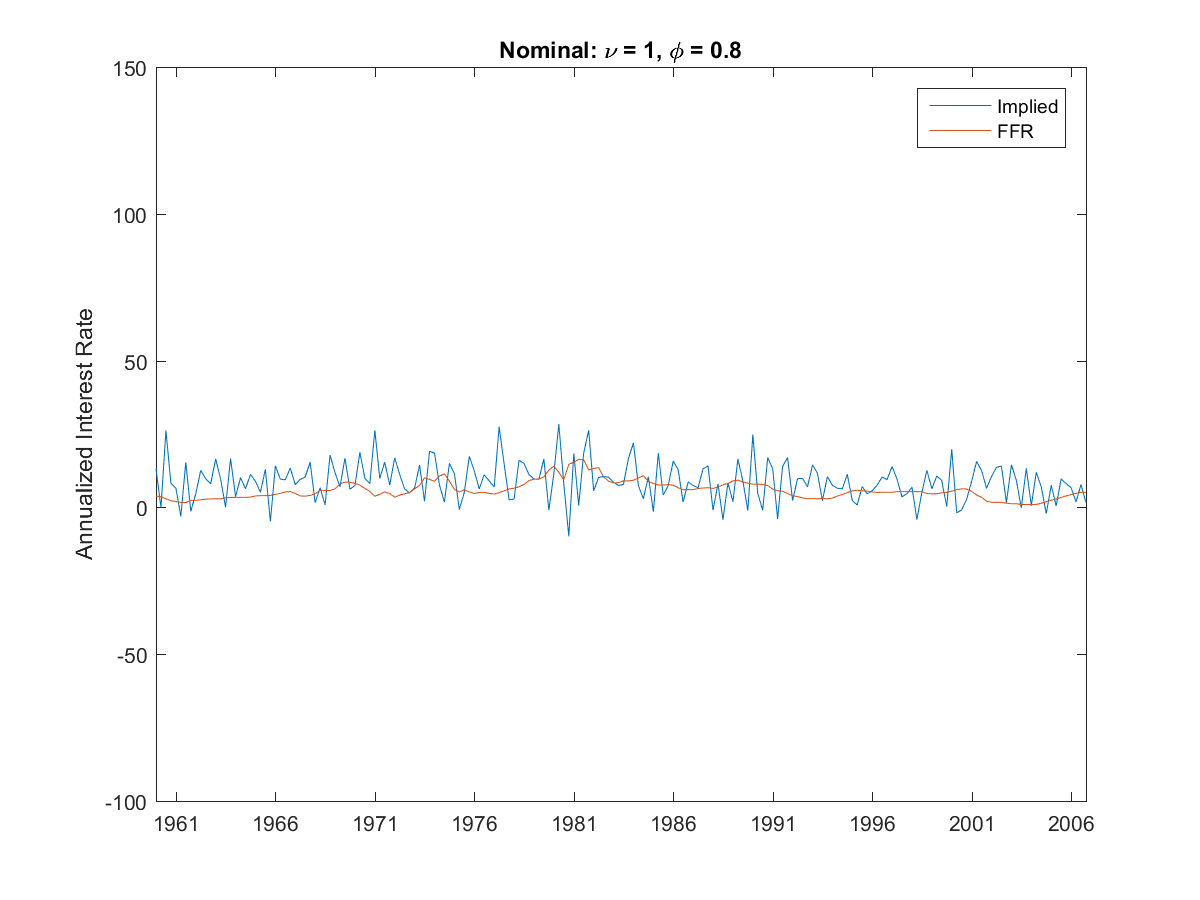 Nominal: ν = 1, ϕ = 0.8
150
100
50
0
-50
-100
Annualized Interest Rate
Implied
FFR
1961 1966 1971 1976 1981 1986 1991 1996 2001 2006